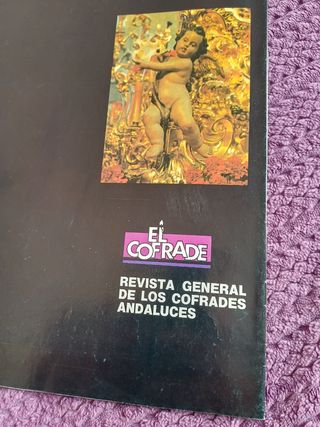 EL
COFRADE
REVISTA GENERAL
DE LOS COFRADES
ANDALUCES